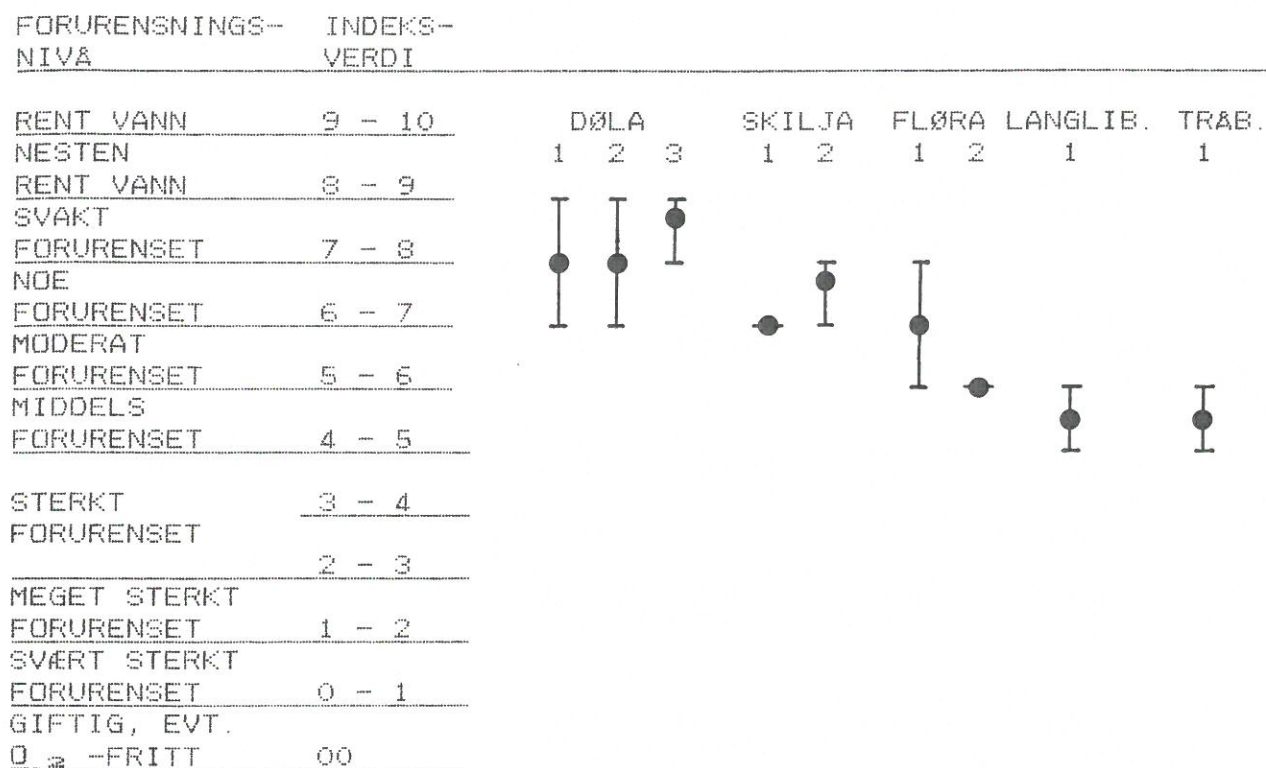 FORURENSNINGS- INDEKS-
NIVÅ VERDI
RENT VANN 9 - 10 DØLA SKILJA FLØRA LANGLIB. TRÅB.
NESTEN 1 2 3 1 2 1 2 1 1
RENT VANN 8 - 9
SVAKT
FORURENSET 7 - 8
NOE
FORURENSET 6 - 7
MODERAT
FORURENSET 5 - 6
MIDDELS
FORURENSET 4 - 5
STERKT 3 - 4
FORURENSET
2 - 3
MEGET STERKT
FORURENSET 1 - 2
SVÆRT STERKT
FORURENSET 0 - 1
GIFTIG, EVT.
O₂ -FRITT 00